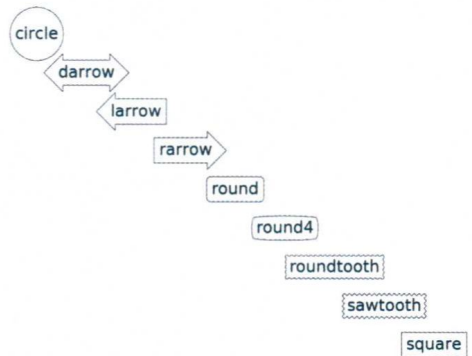 circle
darrow
larrow
rarrow
round
round4
roundtooth
sawtooth
square